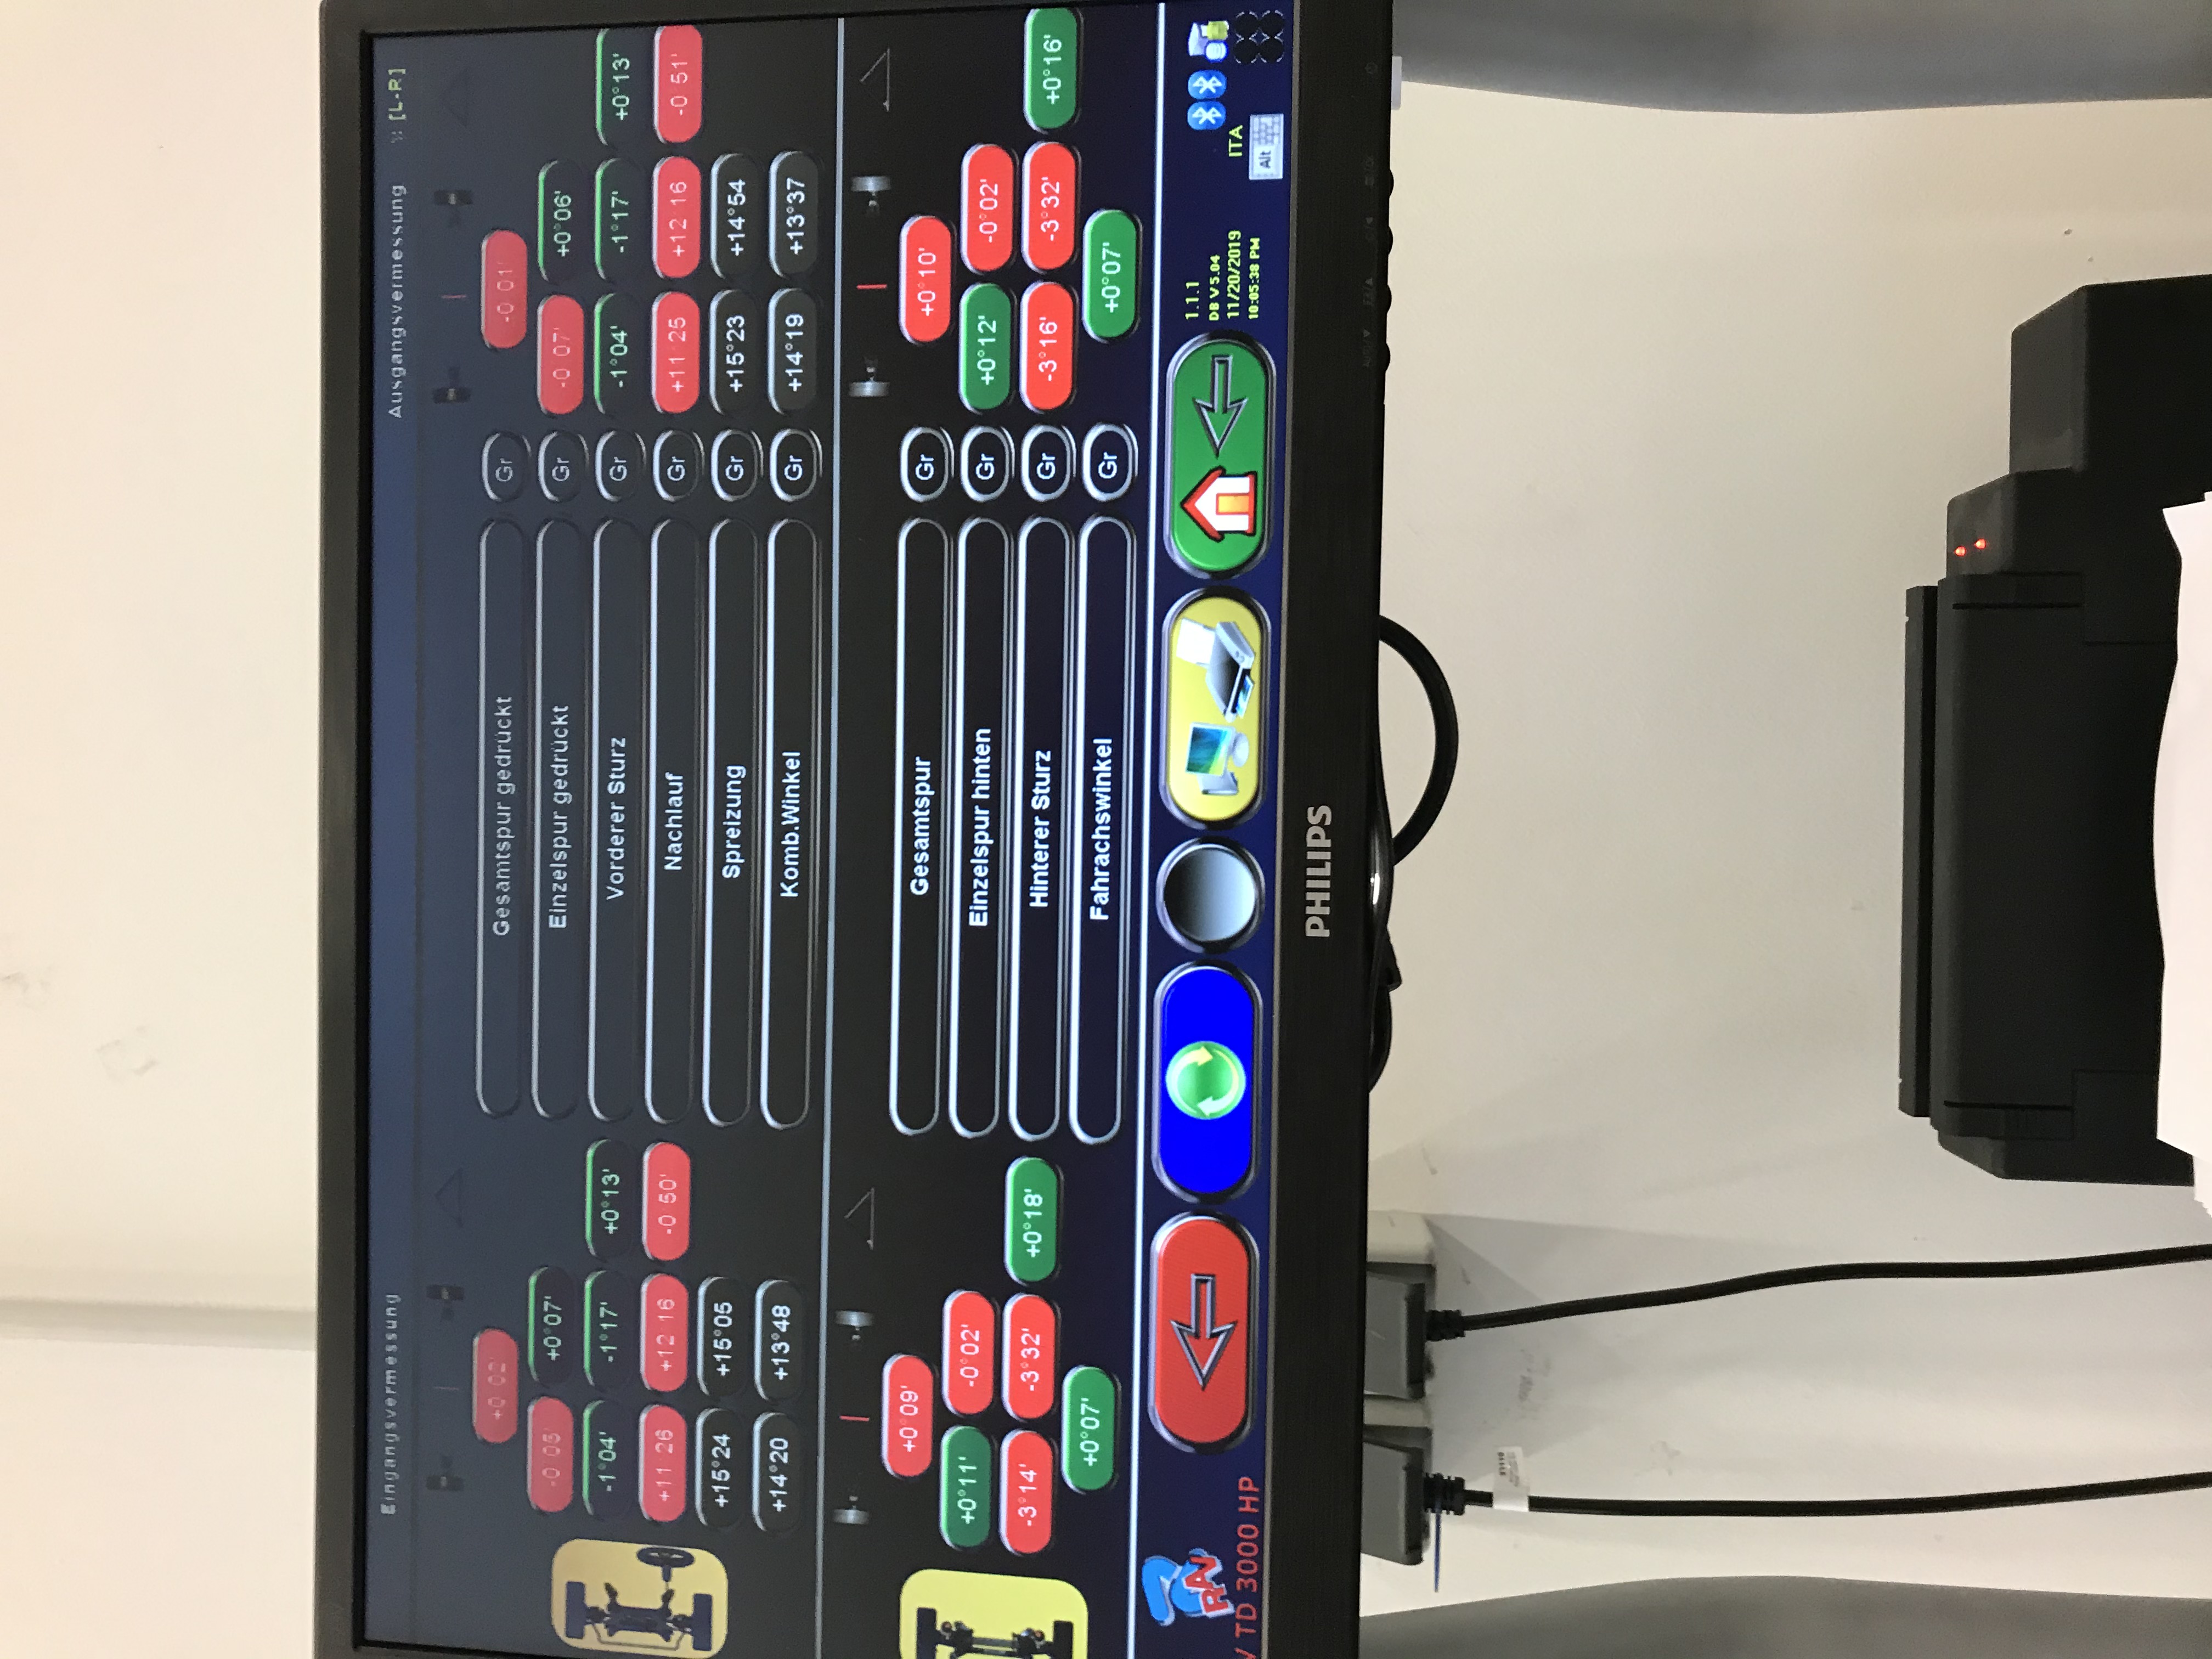 Eingangsvermessung Ausgangsvermessung [L-R]
+0 02' Gesamtspur gedrückt Gr -0 01'
-0 05' +0°07' Einzelspur gedrückt Gr -0 07' +0°06'
-1°04' -1°17' +0°13' Vorderer Sturz Gr -1°04' -1°17' +0°13'
+11 26 +12 16 -0 50' Nachlauf Gr +11 25 +12 16 -0 51'
+15°24 +15°05 Spreizung Gr +15°23 +14°54
+14°20 +13°48 Komb.Winkel Gr +14°19 +13°37
+0°09' Gesamtspur Gr +0°10'
+0°11' -0°02' Einzelspur hinten Gr +0°12' -0°02'
-3°14' -3°32' +0°18' Hinterer Sturz Gr -3°16' -3°32' +0°16'
+0°07' Fahrachswinkel Gr +0°07'
RAV
V TD 3000 HP
1.1.1
DB V 5.04
11/20/2019
10:05:38 PM
ITA
Alt
PHILIPS